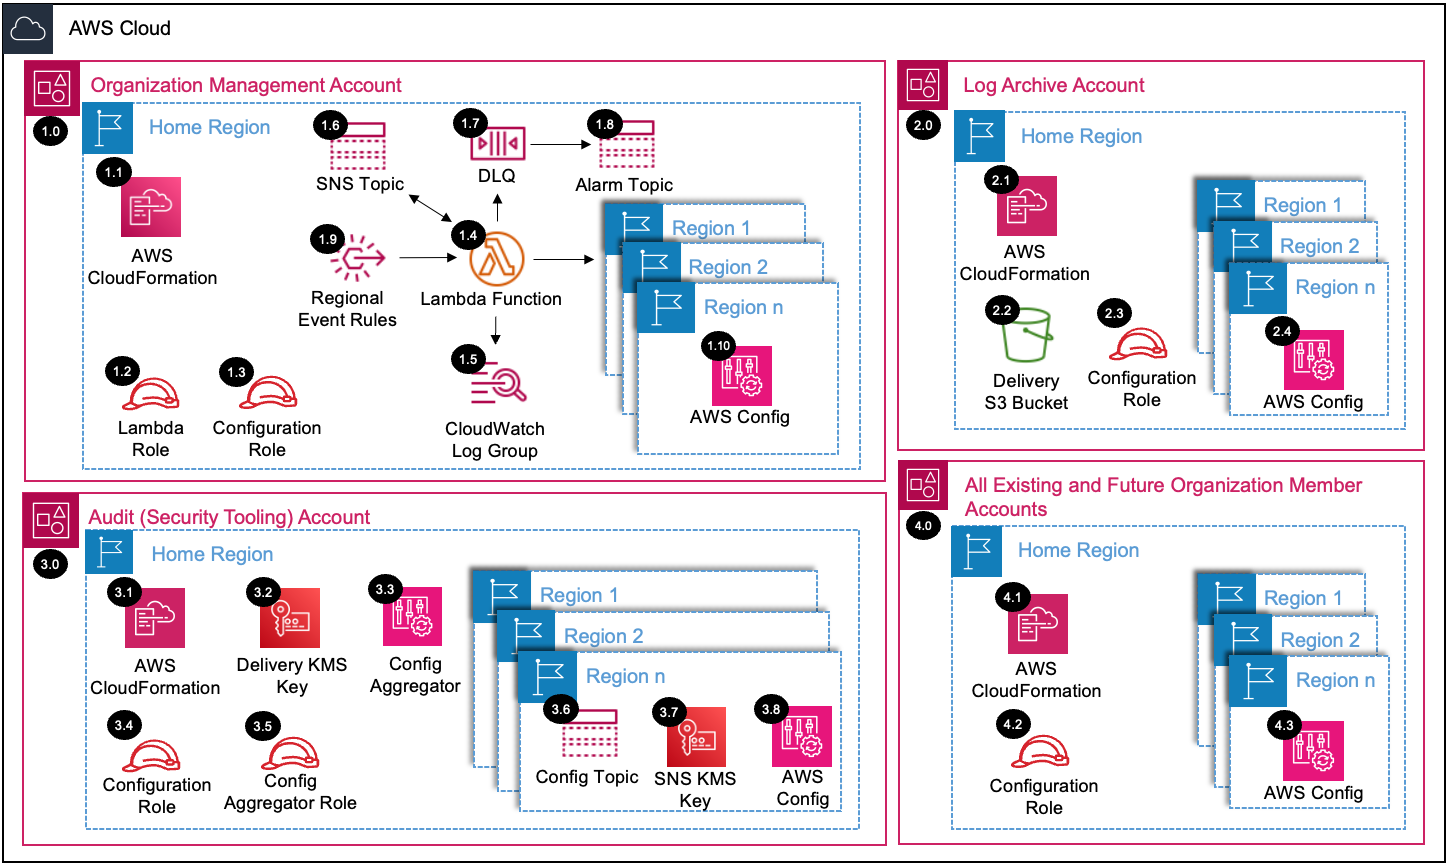 AWS Cloud
Organization Management Account
1.0
Home Region
1.1
AWS
CloudFormation
1.2
Lambda
Role
1.3
Configuration
Role
1.6
SNS Topic
1.7
DLQ
1.8
Alarm Topic
1.9
Regional
Event Rules
1.4
Lambda Function
1.5
CloudWatch
Log Group
Region 1
Region 2
Region n
1.10
AWS Config
Log Archive Account
2.0
Home Region
2.1
AWS
CloudFormation
2.2
Delivery
S3 Bucket
2.3
Configuration
Role
Region 1
Region 2
Region n
2.4
AWS Config
Audit (Security Tooling) Account
3.0
Home Region
3.1
AWS
CloudFormation
3.2
Delivery KMS
Key
3.3
Config
Aggregator
3.4
Configuration
Role
3.5
Config
Aggregator Role
Region 1
Region 2
Region n
3.6
Config Topic
3.7
SNS KMS
Key
3.8
AWS
Config
All Existing and Future Organization Member
Accounts
4.0
Home Region
4.1
AWS
CloudFormation
4.2
Configuration
Role
Region 1
Region 2
Region n
4.3
AWS Config